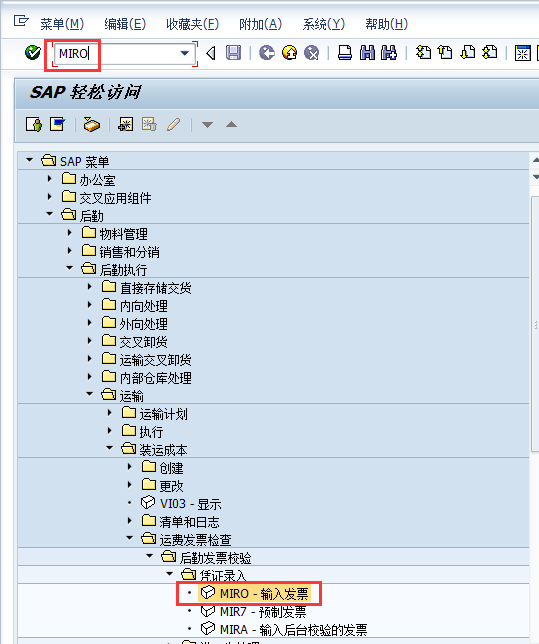 菜单(M) 编辑(E) 收藏夹(F) 附加(A) 系统(Y) 帮助(H)
MIRO
SAP 轻松访问
SAP 菜单
办公室
交叉应用组件
后勤
物料管理
销售和分销
后勤执行
直接存储交货
内向处理
外向处理
交叉卸货
运输交叉卸货
内部仓库处理
运输
运输计划
执行
装运成本
创建
更改
VI03 - 显示
清单和日志
运费发票检查
后勤发票校验
凭证录入
MIRO - 输入发票
MIR7 - 预制发票
MIRA - 输入后台校验的发票